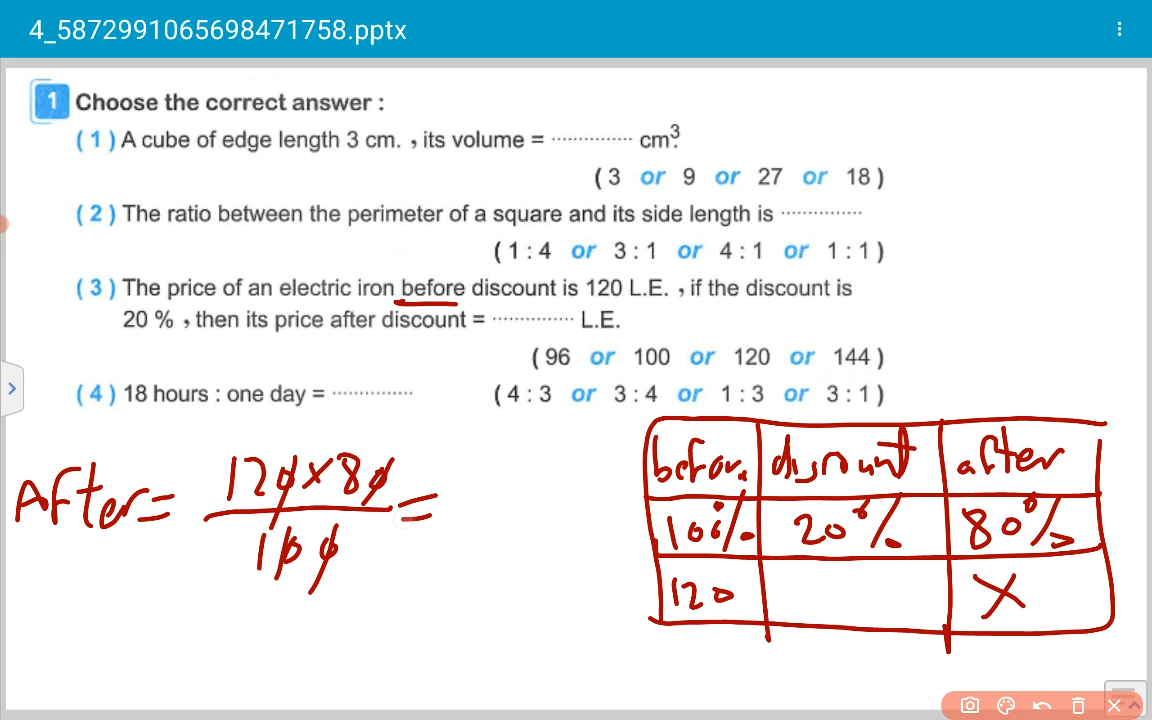 4_5872991065698471758.pptx
1 Choose the correct answer :
( 1 ) A cube of edge length 3 cm. , its volume = ·············· cm³.
( 3 or 9 or 27 or 18 )
( 2 ) The ratio between the perimeter of a square and its side length is ··············
( 1 : 4 or 3 : 1 or 4 : 1 or 1 : 1 )
( 3 ) The price of an electric iron before discount is 120 L.E. , if the discount is
20 % , then its price after discount = ·············· L.E.
( 96 or 100 or 120 or 144 )
( 4 ) 18 hours : one day = ·············· ( 4 : 3 or 3 : 4 or 1 : 3 or 3 : 1 )
before discount after
100% 20% 80%
120 X
After = 120 x 80 =
100